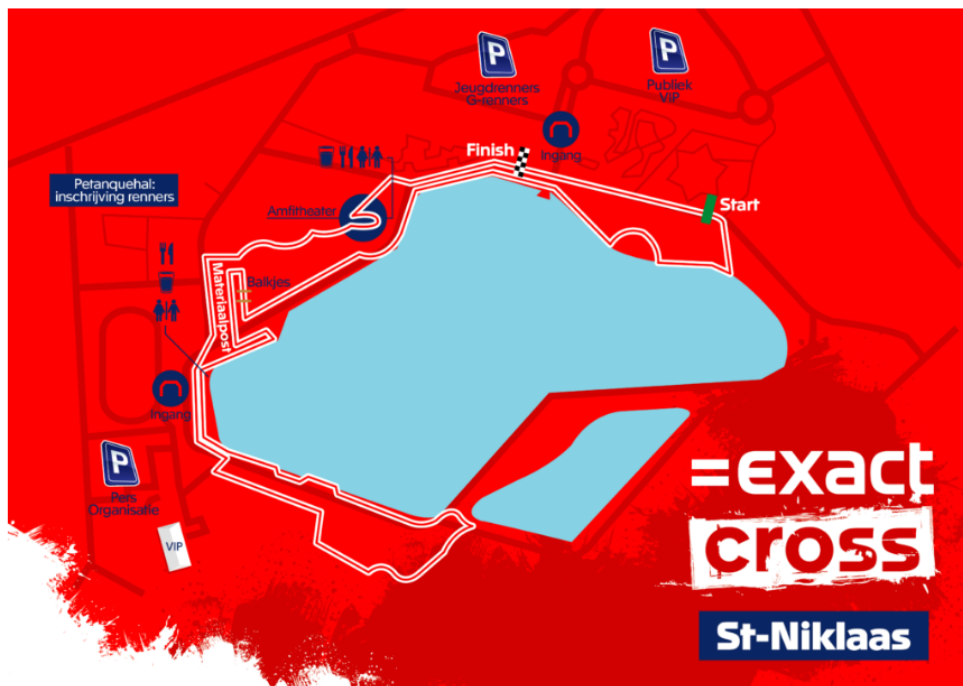 P
Jeugdrenners
G-renners
P
Publiek
VIP
Ingang
Finish
Start
Petanquehal:
inschrijving renners
Amfitheater
Balkjes
Materiaalpost
Ingang
P
Pers
Organisatie
VIP
=exact
cross
St-Niklaas